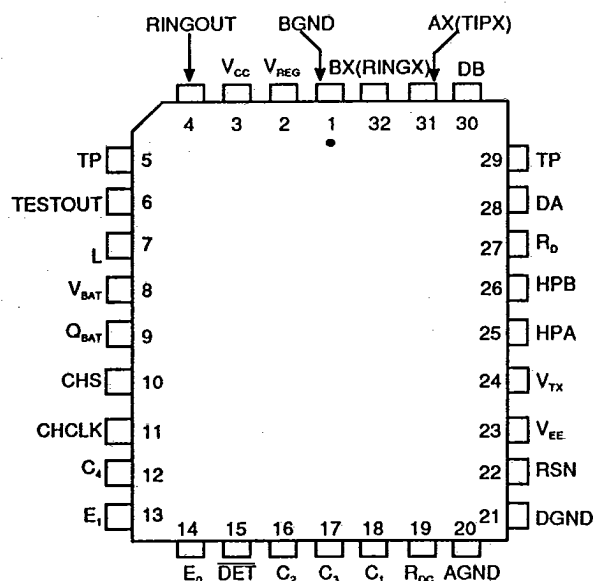 RINGOUT BGND AX(TIPX)
V_CC V_REG BX(RINGX) DB
4 3 2 1 32 31 30
TP 5 29 TP
TESTOUT 6 28 DA
L 7 27 R_D
V_BAT 8 26 HPB
Q_BAT 9 25 HPA
CHS 10 24 V_TX
CHCLK 11 23 V_EE
C_4 12 22 RSN
E_1 13 21 DGND
14 15 16 17 18 19 20
E_0 D̅E̅T̅ C_2 C_3 C_1 R_DC AGND